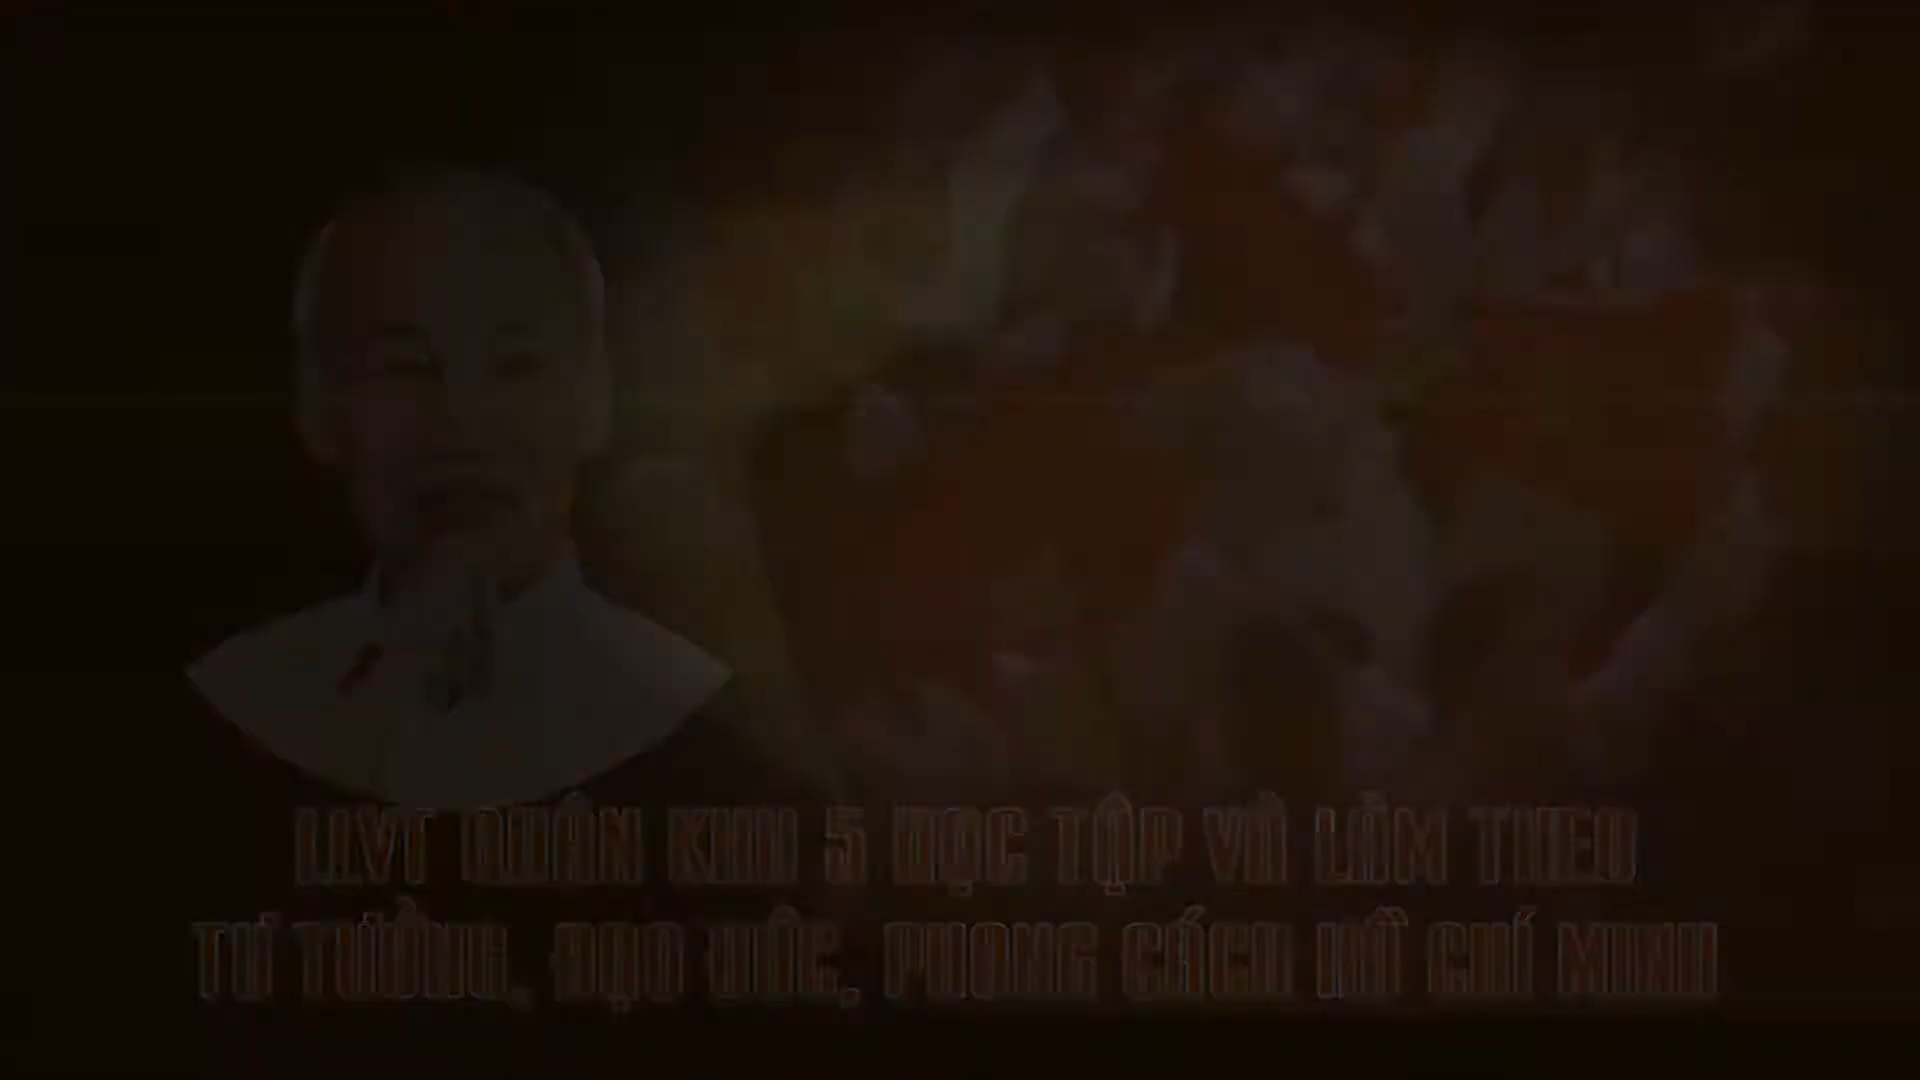 LLVT QUÂN KHU 5 HỌC TẬP VÀ LÀM THEO
TƯ TƯỞNG, ĐẠO ĐỨC, PHONG CÁCH HỒ CHÍ MINH